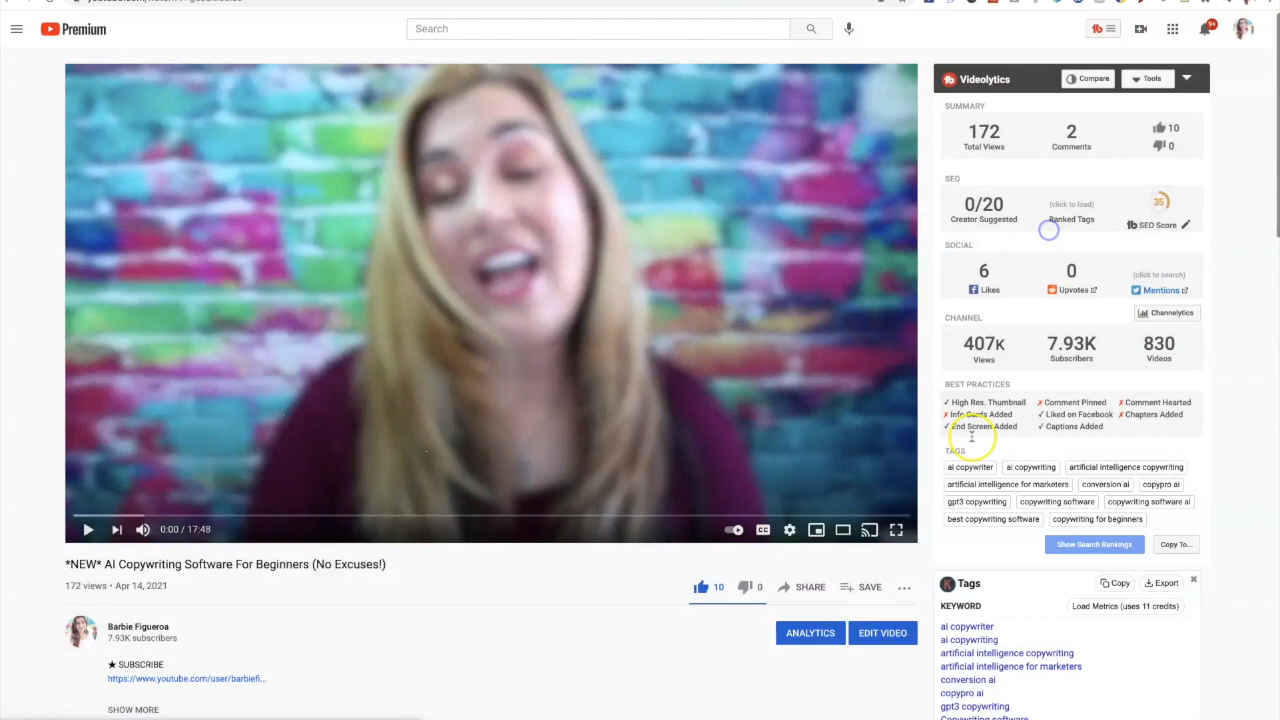 Premium
Search
9+
Videolytics
Compare
Tools
SUMMARY
172
Total Views
2
Comments
10
0
SEO
0/20
Creator Suggested
(click to load)
Ranked Tags
35
SEO Score
SOCIAL
6
Likes
0
Upvotes
(click to search)
Mentions
CHANNEL
Channelytics
407K
Views
7.93K
Subscribers
830
Videos
BEST PRACTICES
✓ High Res. Thumbnail ✗ Comment Pinned ✗ Comment Hearted
✗ Info Cards Added ✓ Liked on Facebook ✗ Chapters Added
✓ End Screen Added ✓ Captions Added
TAGS
ai copywriter ai copywriting artificial intelligence copywriting
artificial intelligence for marketers conversion ai copypro ai
gpt3 copywriting copywriting software copywriting software ai
best copywriting software copywriting for beginners
Show Search Rankings Copy To...
0:00 / 17:48
*NEW* AI Copywriting Software For Beginners (No Excuses!)
172 views • Apr 14, 2021
10 0 SHARE SAVE ...
Barbie Figueroa
7.93K subscribers
ANALYTICS EDIT VIDEO
★ SUBSCRIBE
https://www.youtube.com/user/barbiefi...
SHOW MORE
Tags Copy Export
KEYWORD Load Metrics (uses 11 credits)
ai copywriter
ai copywriting
artificial intelligence copywriting
artificial intelligence for marketers
conversion ai
copypro ai
gpt3 copywriting
Copywriting software